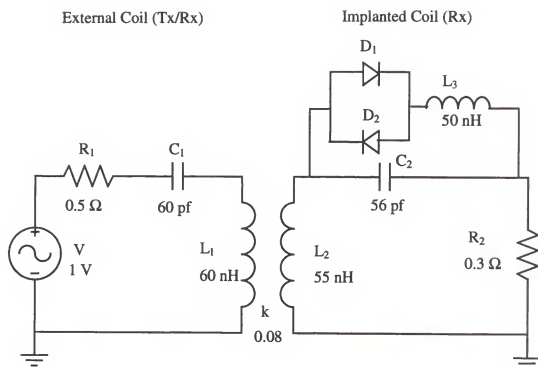 External Coil (Tx/Rx)
Implanted Coil (Rx)
D₁
D₂
L₃
50 nH
R₁
0.5 Ω
C₁
60 pf
C₂
56 pf
V
1 V
L₁
60 nH
L₂
55 nH
R₂
0.3 Ω
k
0.08